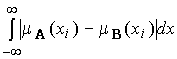 ∫_{-∞}^{∞} |μ_A(x_i) − μ_B(x_i)| dx